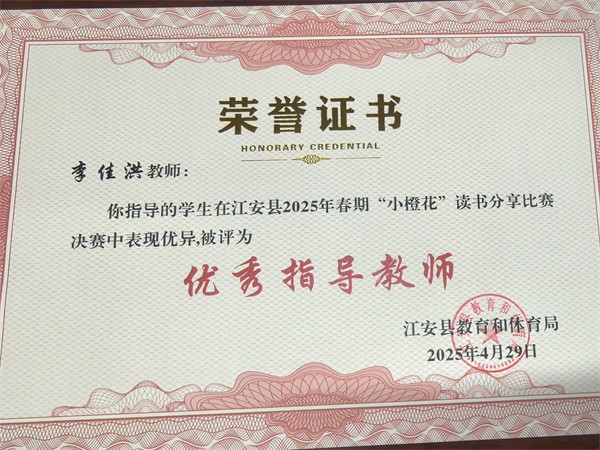 荣誉证书
HONORARY CREDENTIAL
李佳洪教师：
你指导的学生在江安县2025年春期“小橙花”读书分享比赛
决赛中表现优异,被评为
优秀指导教师
江安县教育和体育局
2025年4月29日